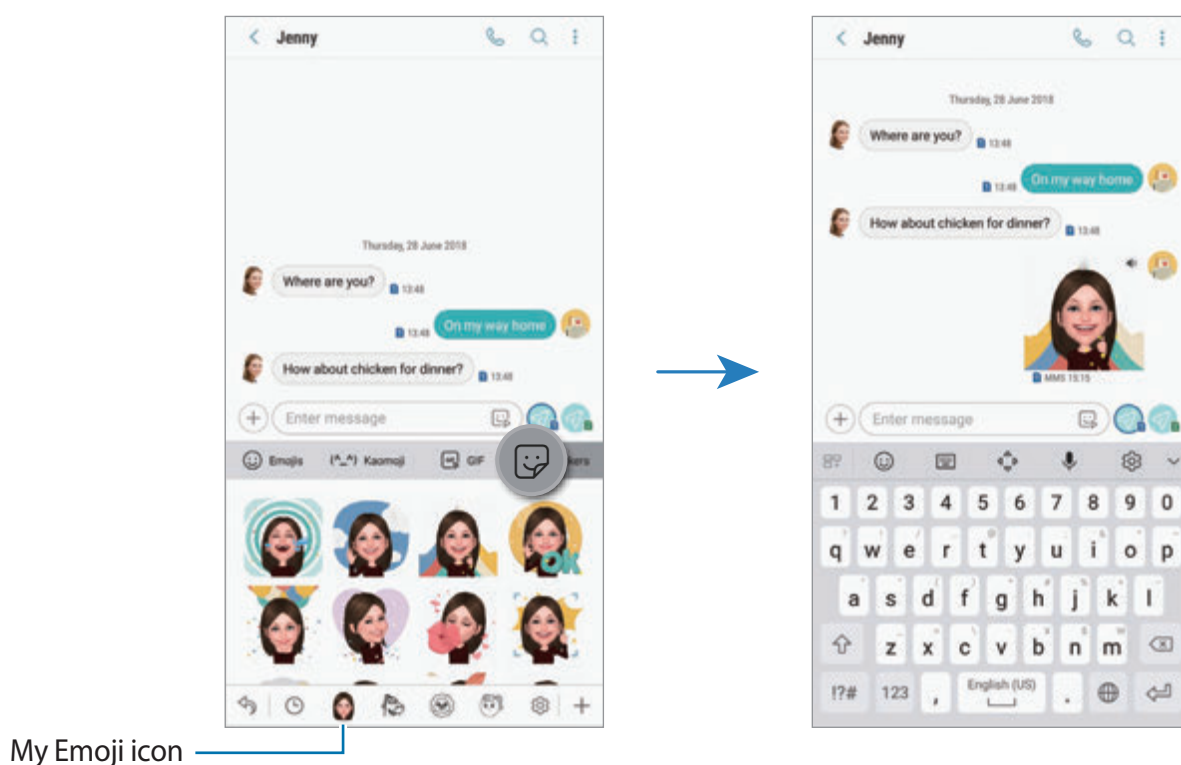 Jenny
Thursday, 28 June 2018
Where are you?
13:48
13:48 On my way home
How about chicken for dinner?
13:48
Enter message
Emojis (^_^) Kaomoji GIF kers
OK
My Emoji icon
Jenny
Thursday, 28 June 2018
Where are you?
13:48
13:48 On my way home
How about chicken for dinner?
13:48
MMS 15:15
Enter message
1 2 3 4 5 6 7 8 9 0
q w e r t y u i o p
a s d f g h j k l
z x c v b n m
!?# 123 , English (US) .